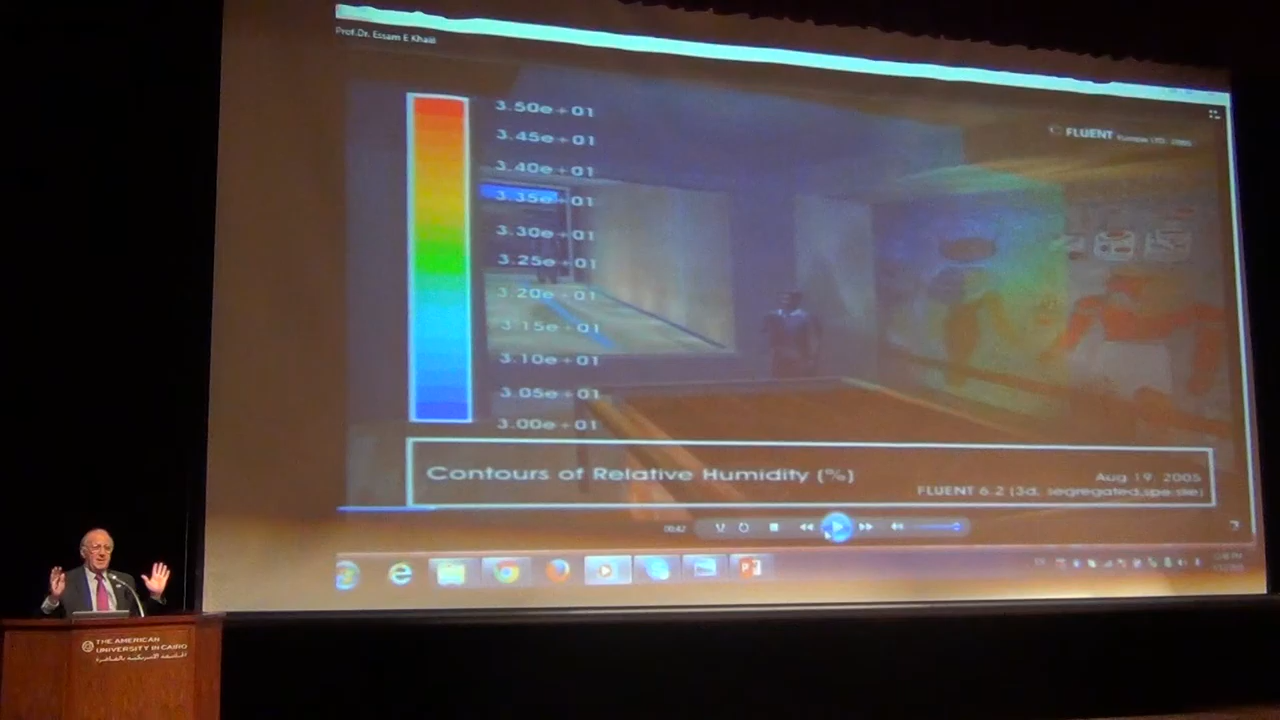 Prof.Dr. Essam E Khalil
3.50e+01
3.45e+01
3.40e+01
3.35e+01
3.30e+01
3.25e+01
3.20e+01
3.15e+01
3.10e+01
3.05e+01
3.00e+01
FLUENT
Contours of Relative Humidity (%)
Aug 19, 2005
FLUENT 6.2 (3d, segregated,
00:42
THE AMERICAN
UNIVERSITY IN CAIRO
الجامعة الأمريكية بالقاهرة